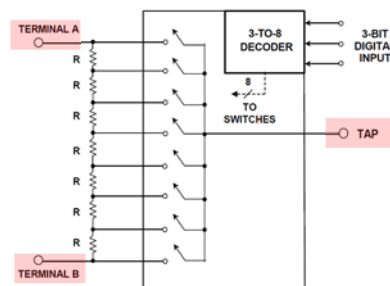 TERMINAL A
R
R
R
R
R
R
R
TERMINAL B
3-TO-8
DECODER
8
TO
SWITCHES
3-BIT
DIGITAL
INPUT
TAP